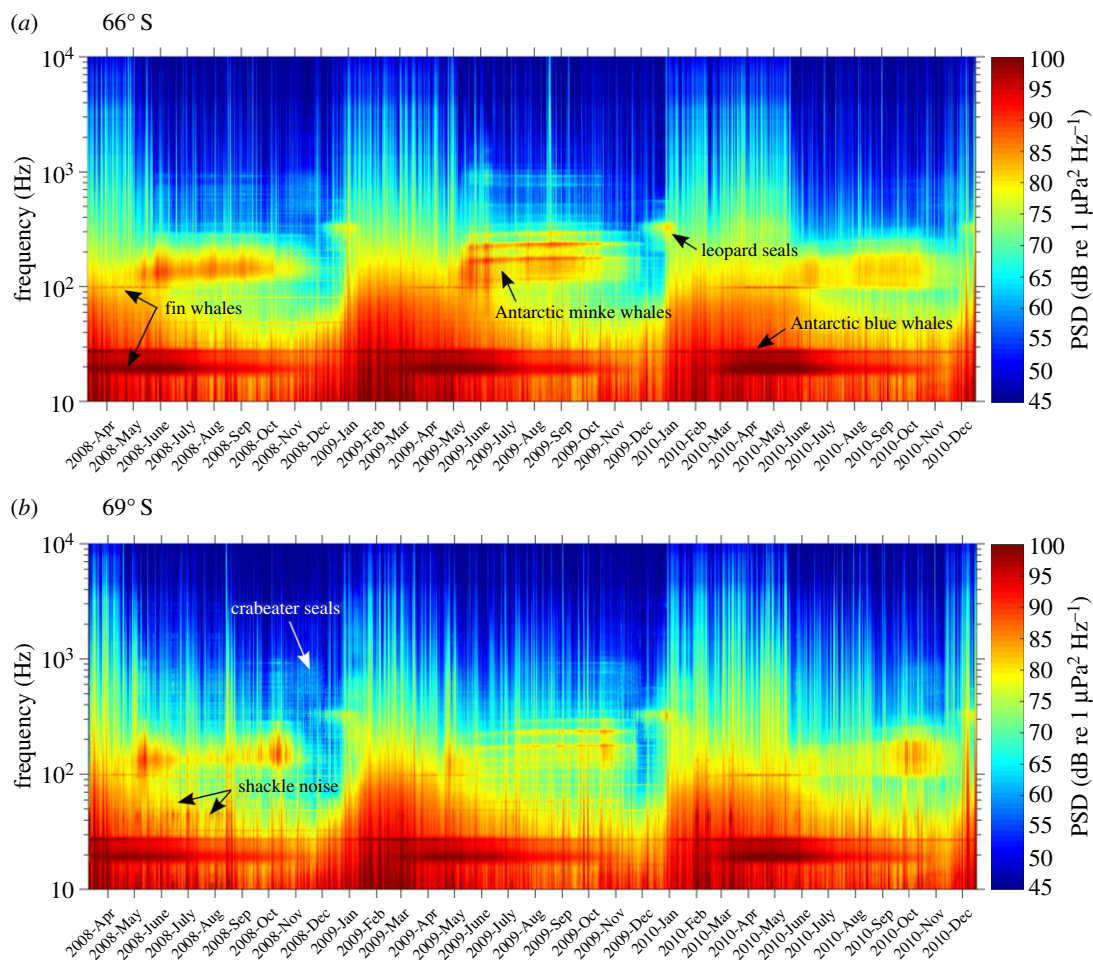 (a) 66° S
10⁴
10³
10²
10
frequency (Hz)
fin whales
Antarctic minke whales
leopard seals
Antarctic blue whales
100
95
90
85
80
75
70
65
60
55
50
45
PSD (dB re 1 µPa² Hz⁻¹)
2008-Apr
2008-May
2008-June
2008-July
2008-Aug
2008-Sep
2008-Oct
2008-Nov
2008-Dec
2009-Jan
2009-Feb
2009-Mar
2009-Apr
2009-May
2009-June
2009-July
2009-Aug
2009-Sep
2009-Oct
2009-Nov
2009-Dec
2010-Jan
2010-Feb
2010-Mar
2010-Apr
2010-May
2010-June
2010-July
2010-Aug
2010-Sep
2010-Oct
2010-Nov
2010-Dec
(b) 69° S
10⁴
10³
10²
10
frequency (Hz)
crabeater seals
shackle noise
100
95
90
85
80
75
70
65
60
55
50
45
PSD (dB re 1 µPa² Hz⁻¹)
2008-Apr
2008-May
2008-June
2008-July
2008-Aug
2008-Sep
2008-Oct
2008-Nov
2008-Dec
2009-Jan
2009-Feb
2009-Mar
2009-Apr
2009-May
2009-June
2009-July
2009-Aug
2009-Sep
2009-Oct
2009-Nov
2009-Dec
2010-Jan
2010-Feb
2010-Mar
2010-Apr
2010-May
2010-June
2010-July
2010-Aug
2010-Sep
2010-Oct
2010-Nov
2010-Dec